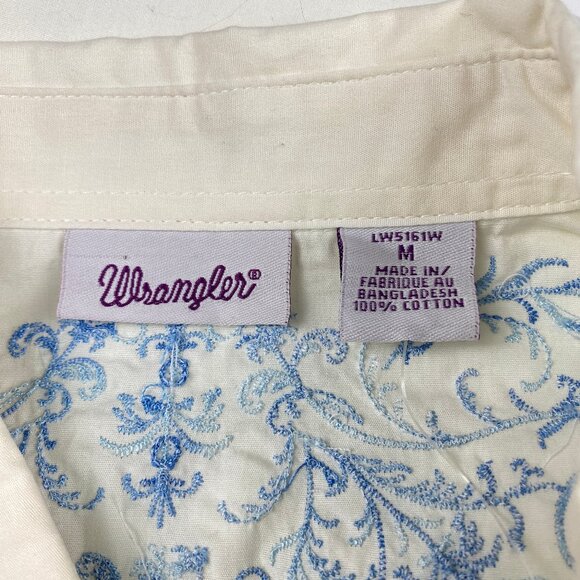 Wrangler®
LW5161W
M
MADE IN/
FABRIQUE AU
BANGLADESH
100% COTTON